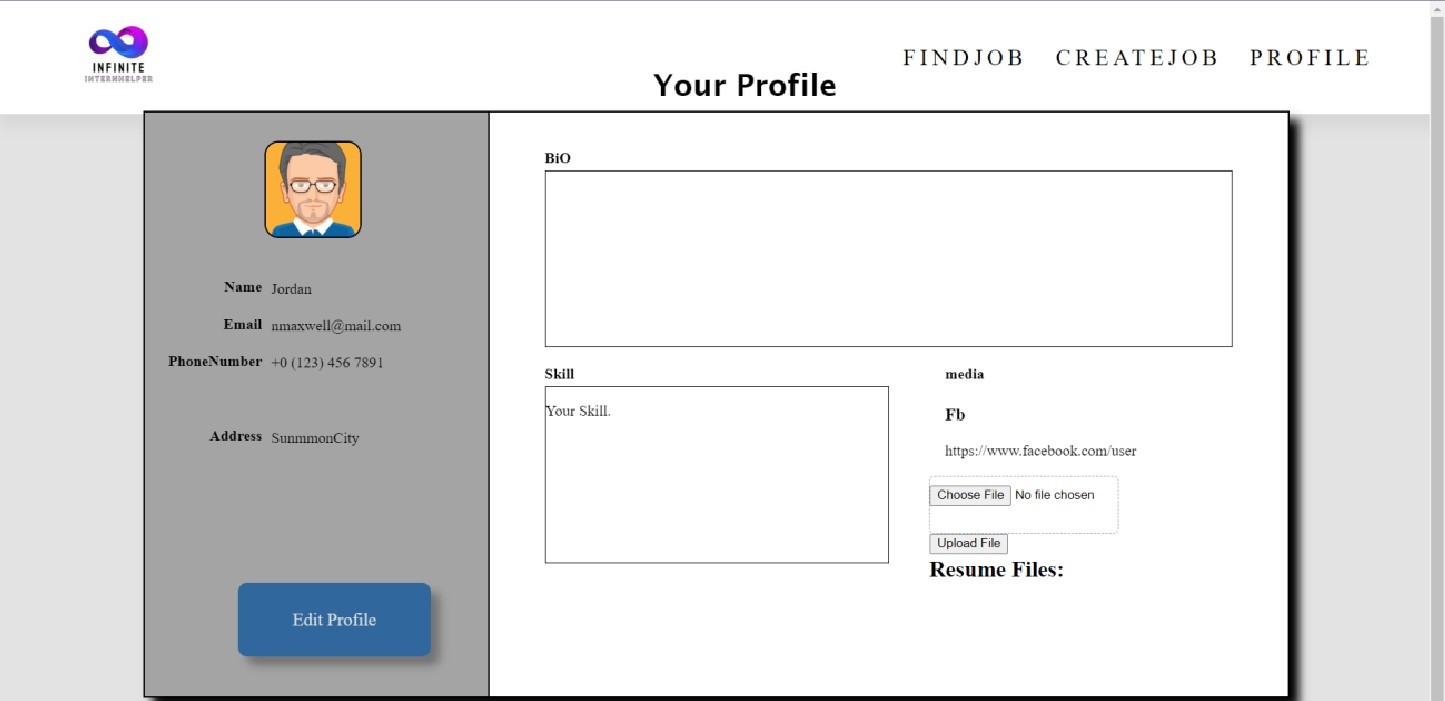 INFINITE
INTERNHELPER
FINDJOB CREATEJOB PROFILE
Your Profile
Name Jordan
Email nmaxwell@mail.com
PhoneNumber +0 (123) 456 7891
Address SunmmonCity
Edit Profile
BiO
Skill
Your Skill.
media
Fb
https://www.facebook.com/user
Choose File No file chosen
Upload File
Resume Files: